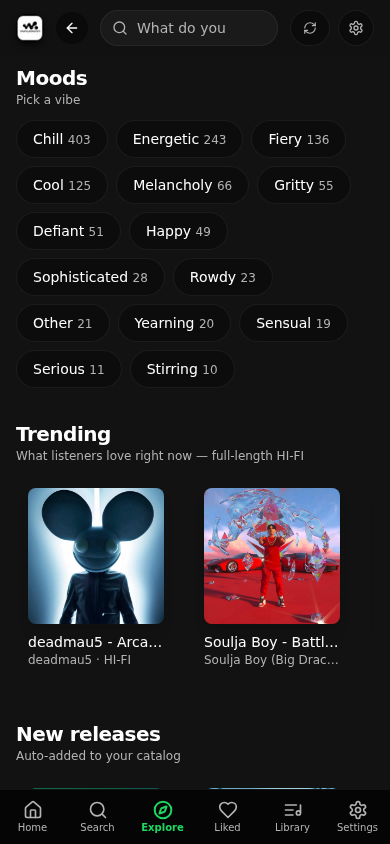 What do you
Moods
Pick a vibe
Chill 403
Energetic 243
Fiery 136
Cool 125
Melancholy 66
Gritty 55
Defiant 51
Happy 49
Sophisticated 28
Rowdy 23
Other 21
Yearning 20
Sensual 19
Serious 11
Stirring 10
Trending
What listeners love right now — full-length HI-FI
deadmau5 - Arca...
deadmau5 · HI-FI
Soulja Boy - Battl...
Soulja Boy (Big Drac...
New releases
Auto-added to your catalog
Home
Search
Explore
Liked
Library
Settings